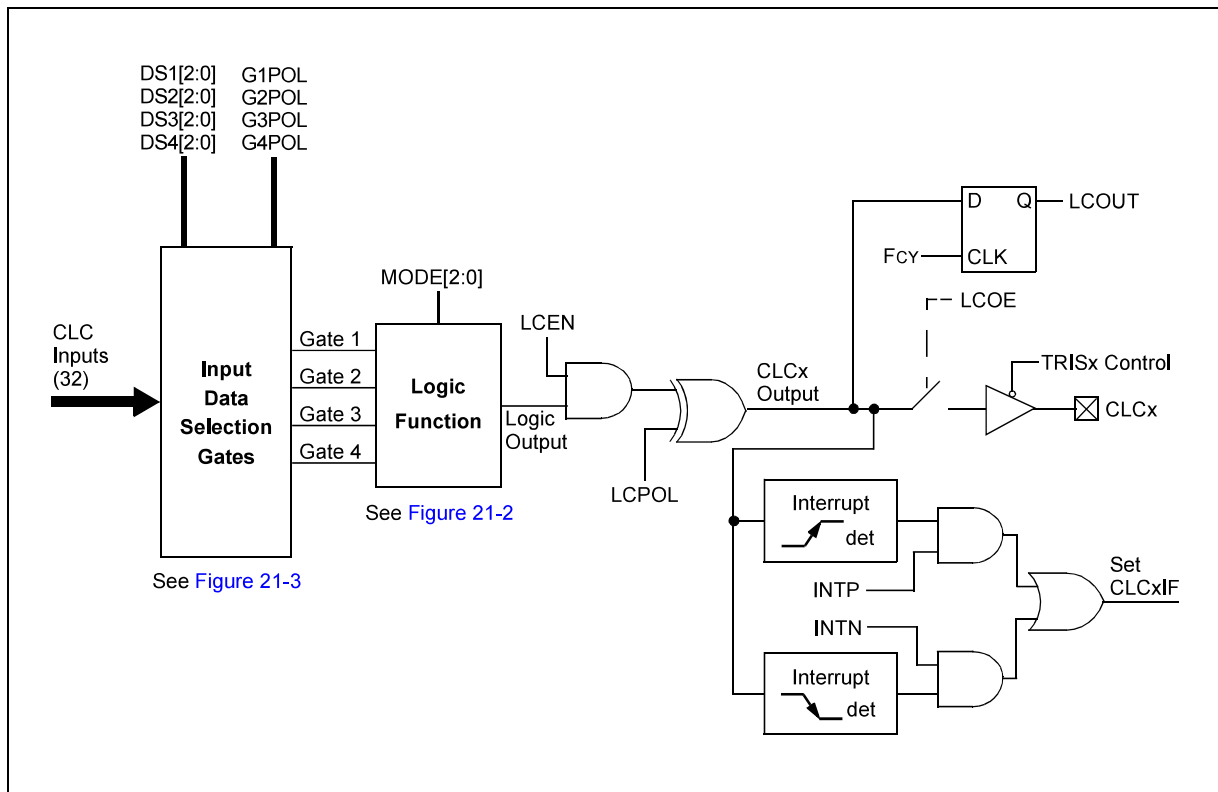 DS1[2:0] G1POL
DS2[2:0] G2POL
DS3[2:0] G3POL
DS4[2:0] G4POL
D Q LCOUT
FCY CLK
MODE[2:0]
LCOE
LCEN
CLC
Inputs
(32)
Input
Data
Selection
Gates
Gate 1
Gate 2
Gate 3
Gate 4
Logic
Function
Logic
Output
CLCx
Output
TRISx Control
CLCx
LCPOL
See Figure 21-2
See Figure 21-3
Interrupt
det
INTP
INTN
Set
CLCxIF
Interrupt
det